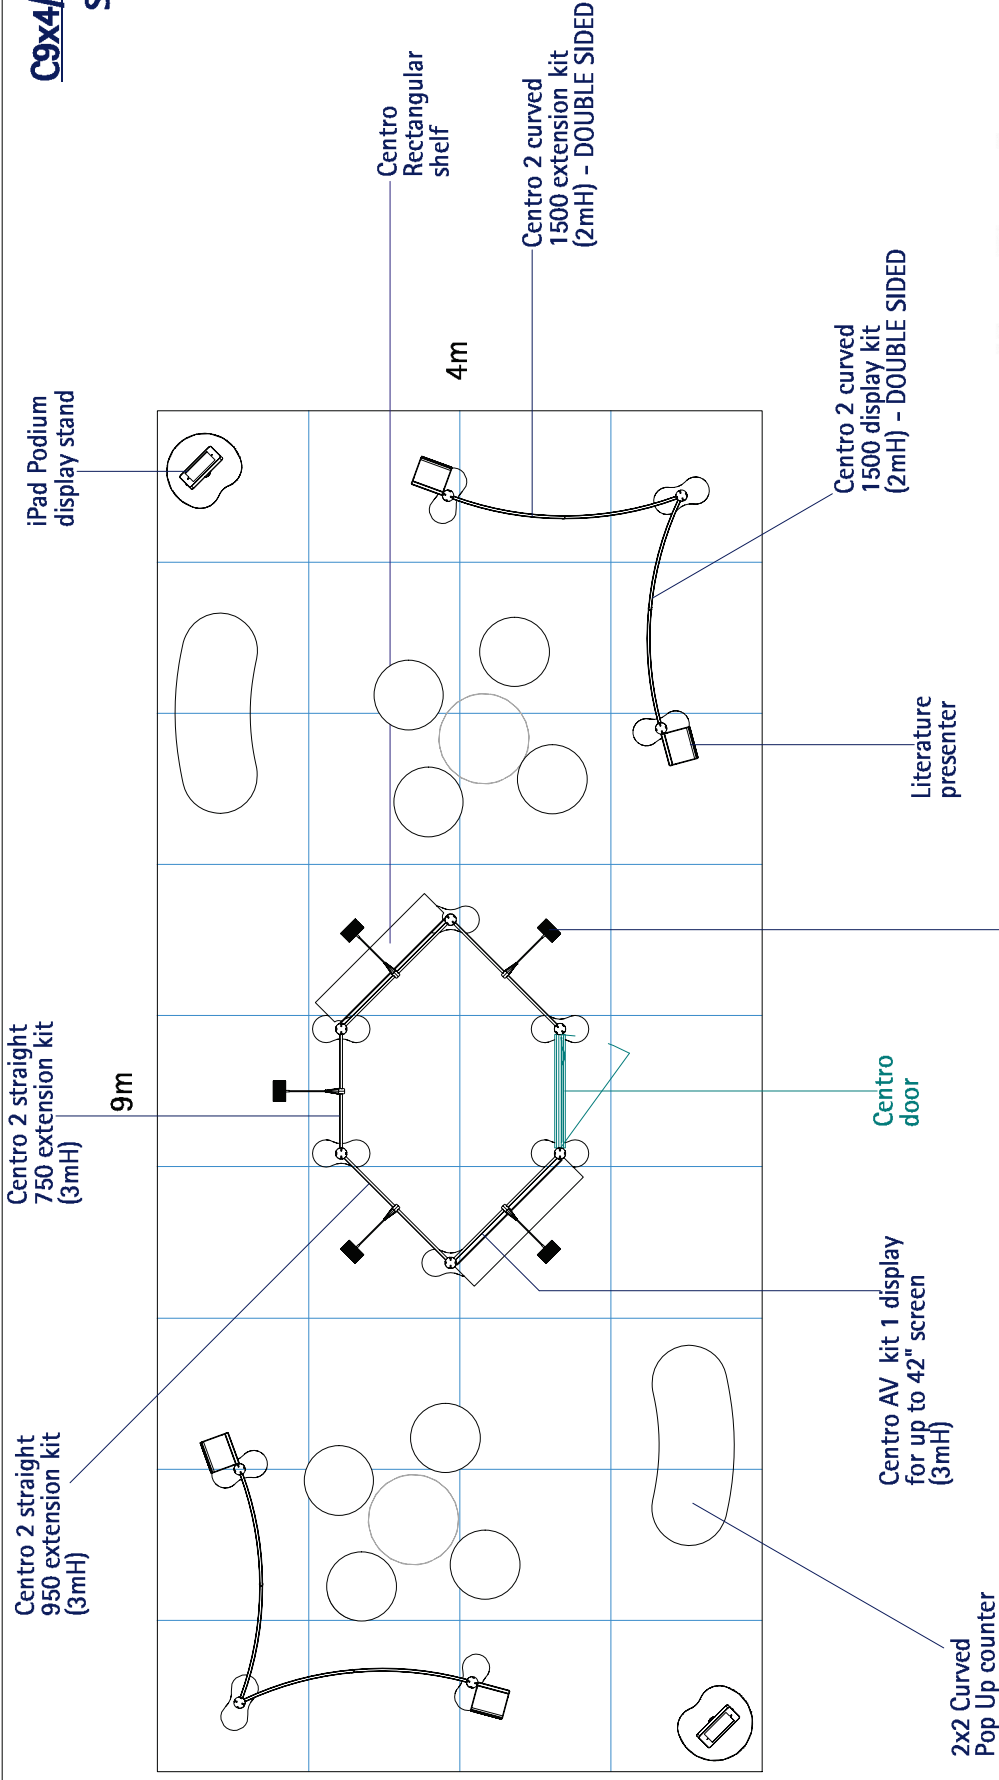 C9x4/
iPad Podium
display stand
Centro
Rectangular
shelf
Centro 2 curved
1500 extension kit
(2mH) - DOUBLE SIDED
4m
Centro 2 curved
1500 display kit
(2mH) - DOUBLE SIDED
Literature
presenter
Centro 2 straight
750 extension kit
(3mH)
9m
Centro
door
Centro 2 straight
950 extension kit
(3mH)
Centro AV kit 1 display
for up to 42" screen
(3mH)
2x2 Curved
Pop Up counter